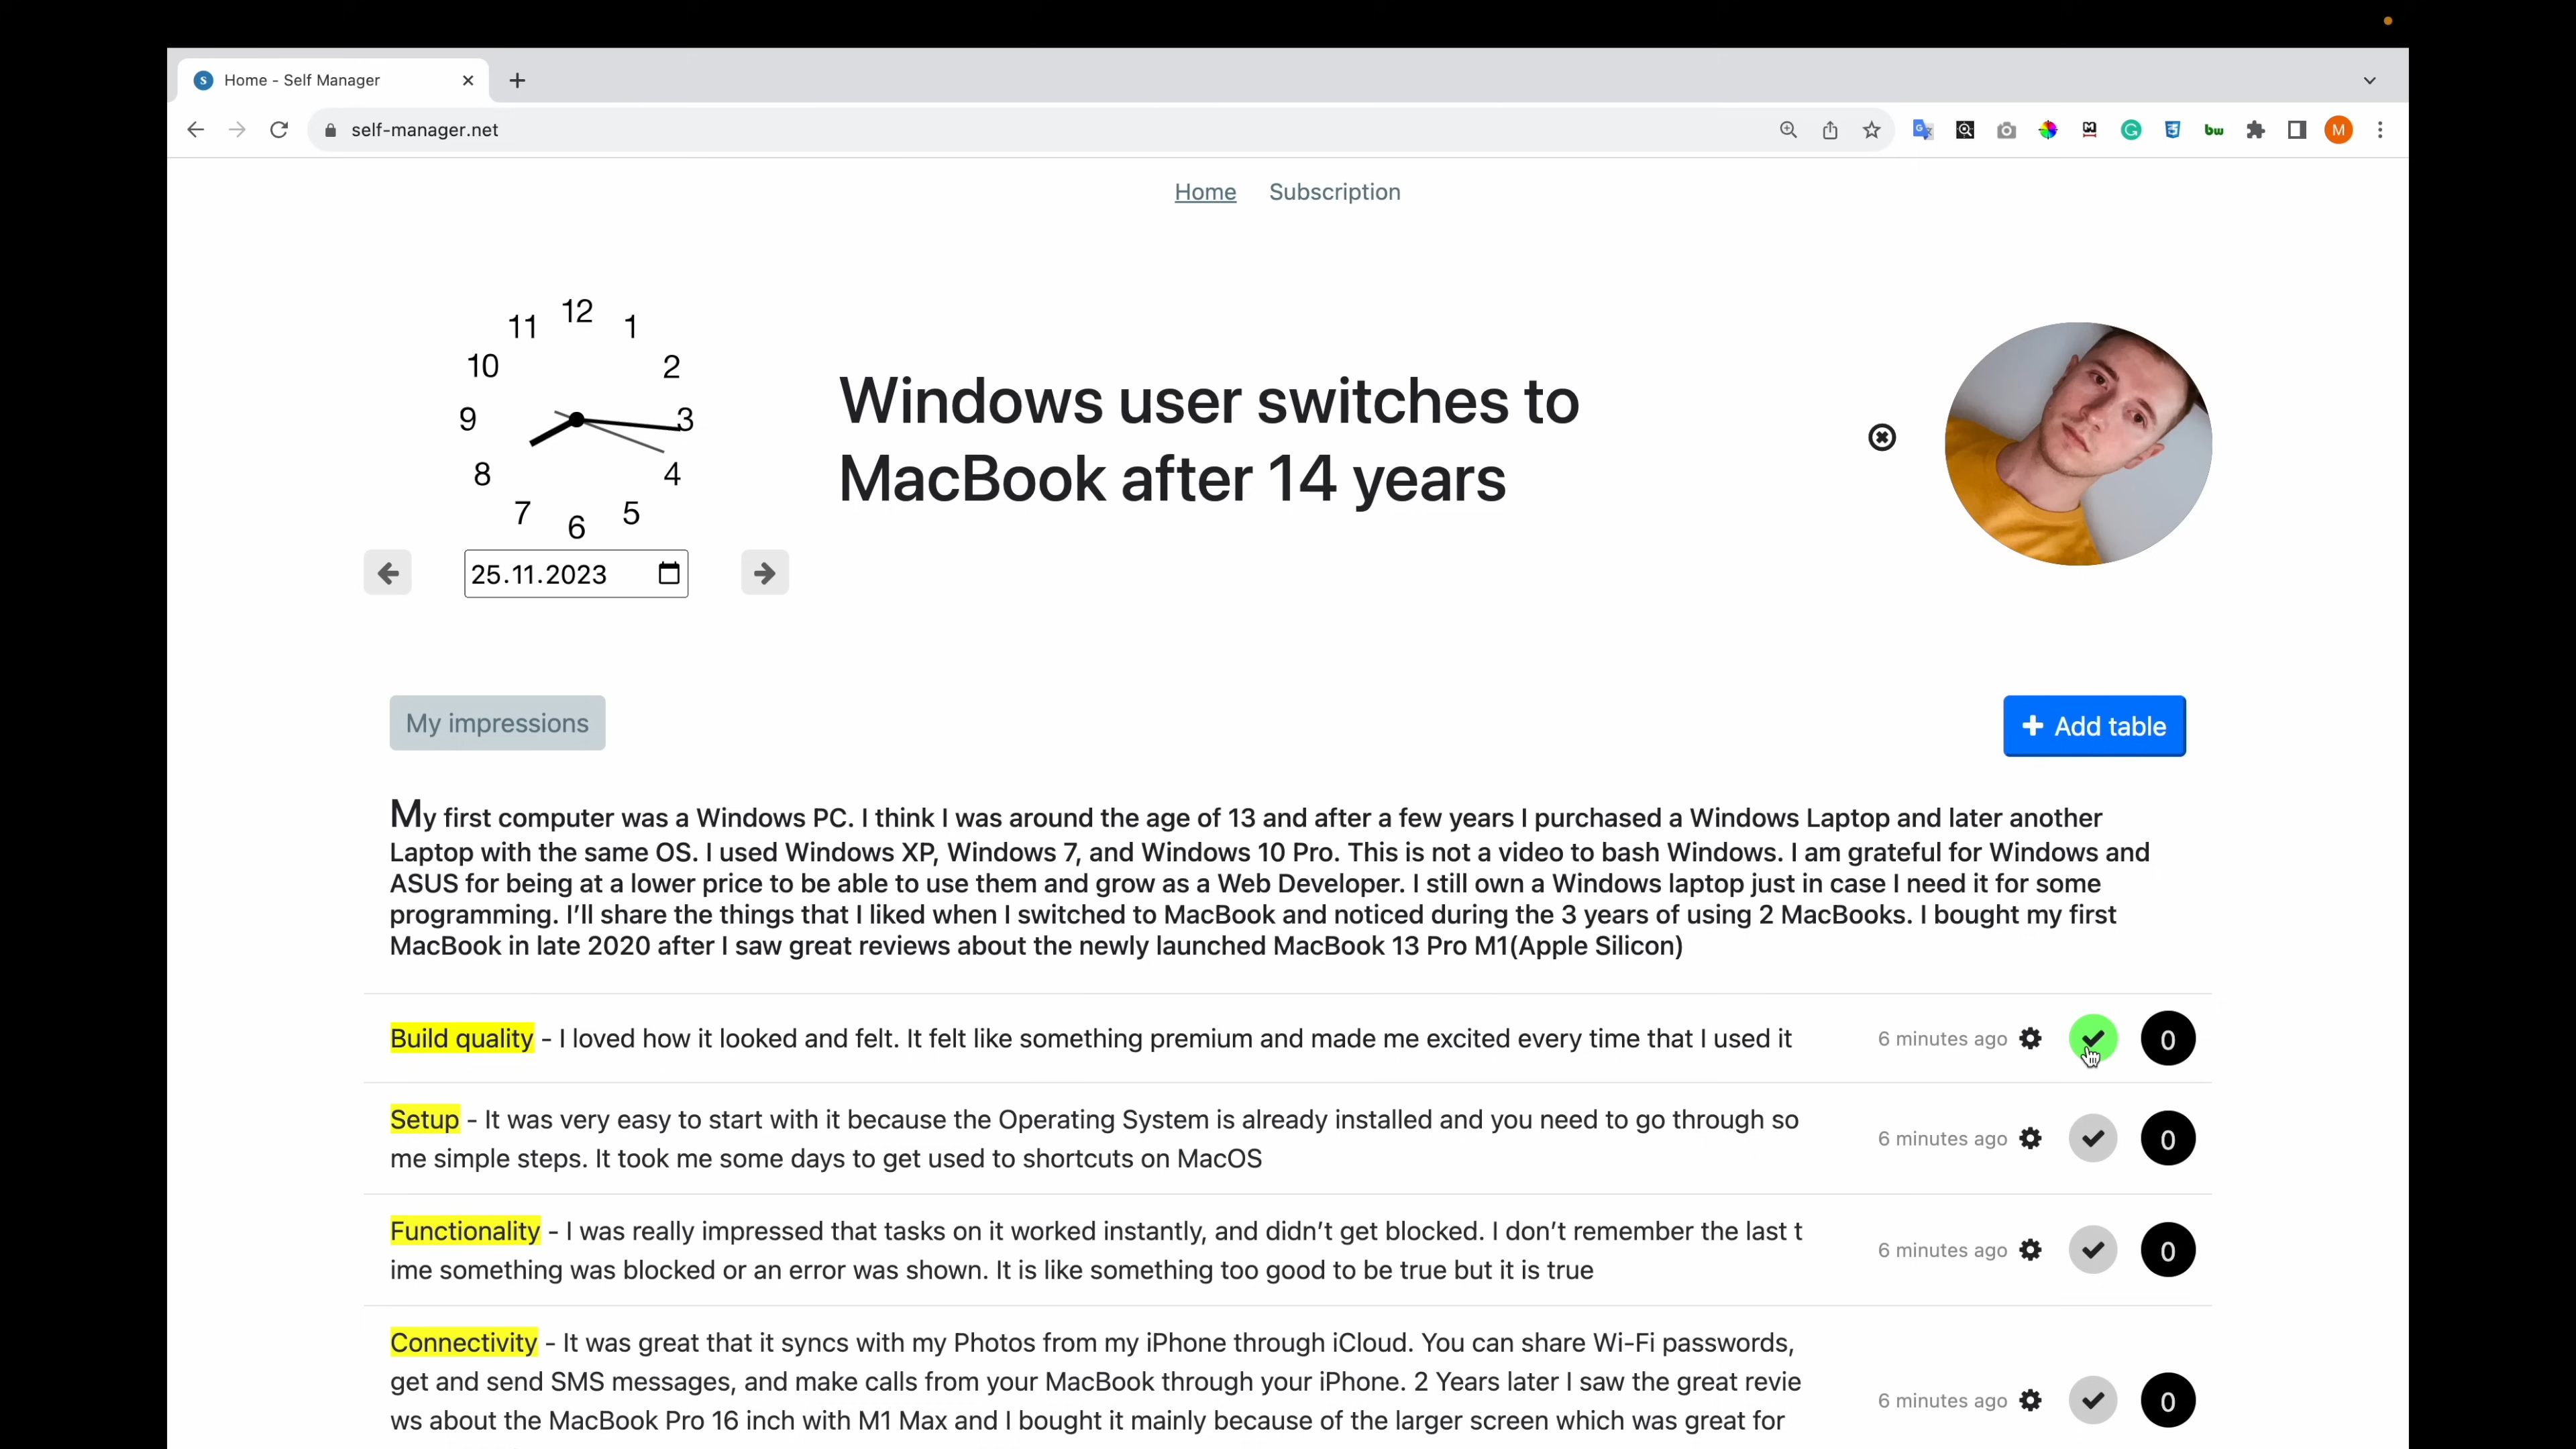 Home - Self Manager
self-manager.net
M
Home Subscription
12
11 1
10 2
9 3
8 4
7 5
6
Windows user switches to
MacBook after 14 years
25.11.2023
My impressions
Add table
My first computer was a Windows PC. I think I was around the age of 13 and after a few years I purchased a Windows Laptop and later another
Laptop with the same OS. I used Windows XP, Windows 7, and Windows 10 Pro. This is not a video to bash Windows. I am grateful for Windows and
ASUS for being at a lower price to be able to use them and grow as a Web Developer. I still own a Windows laptop just in case I need it for some
programming. I’ll share the things that I liked when I switched to MacBook and noticed during the 3 years of using 2 MacBooks. I bought my first
MacBook in late 2020 after I saw great reviews about the newly launched MacBook 13 Pro M1(Apple Silicon)
Build quality - I loved how it looked and felt. It felt like something premium and made me excited every time that I used it
6 minutes ago 0
Setup - It was very easy to start with it because the Operating System is already installed and you need to go through so
me simple steps. It took me some days to get used to shortcuts on MacOS
6 minutes ago 0
Functionality - I was really impressed that tasks on it worked instantly, and didn’t get blocked. I don’t remember the last t
ime something was blocked or an error was shown. It is like something too good to be true but it is true
6 minutes ago 0
Connectivity - It was great that it syncs with my Photos from my iPhone through iCloud. You can share Wi-Fi passwords,
get and send SMS messages, and make calls from your MacBook through your iPhone. 2 Years later I saw the great revie
ws about the MacBook Pro 16 inch with M1 Max and I bought it mainly because of the larger screen which was great for
6 minutes ago 0